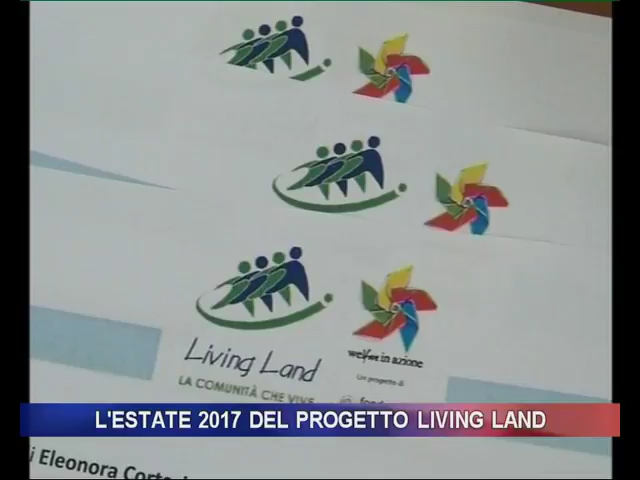 Living Land
LA COMUNITÀ CHE VIVE
welfare in azione
Un progetto di
L'ESTATE 2017 DEL PROGETTO LIVING LAND
di Eleonora